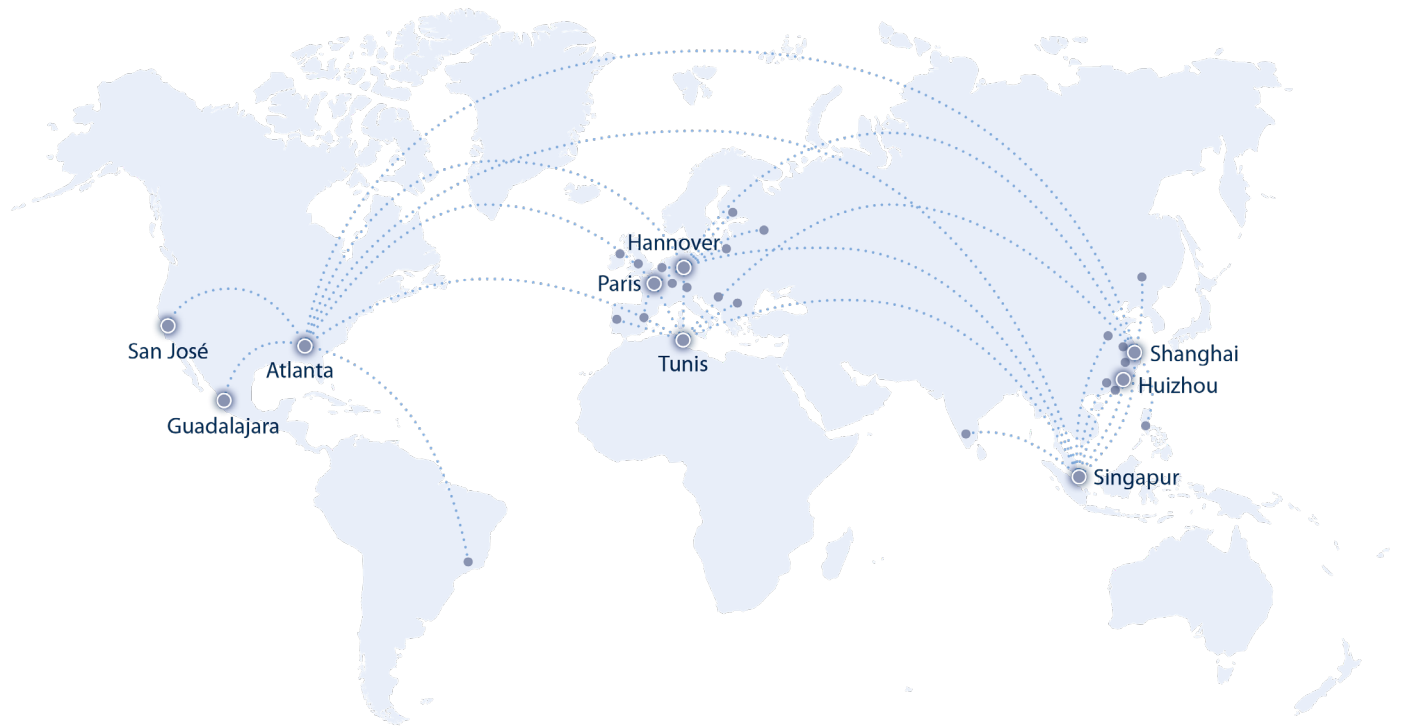 Hannover
Paris
San José
Atlanta
Tunis
Shanghai
Huizhou
Guadalajara
Singapur